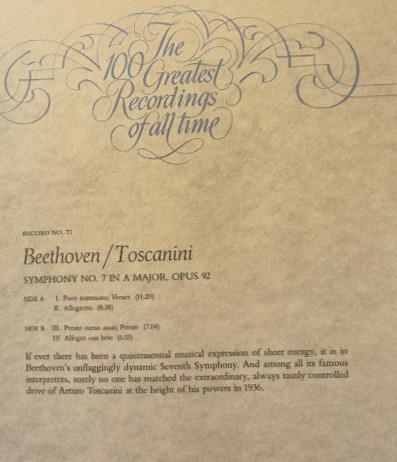 The
100 Greatest
Recordings
of all time
RECORD NO. 71
Beethoven/Toscanini
SYMPHONY NO. 7 IN A MAJOR, OPUS 92
SIDE A I. Poco sostenuto; Vivace (11:20)
II. Allegretto (8:38)
SIDE B III. Presto meno assai; Presto (7:04)
IV. Allegro con brio (6:53)
If ever there has been a quintessential musical expression of sheer energy, it is in
Beethoven's unflaggingly dynamic Seventh Symphony. And among all its famous
interpreters, surely no one has matched the extraordinary, always tautly controlled
drive of Arturo Toscanini at the height of his powers in 1936.